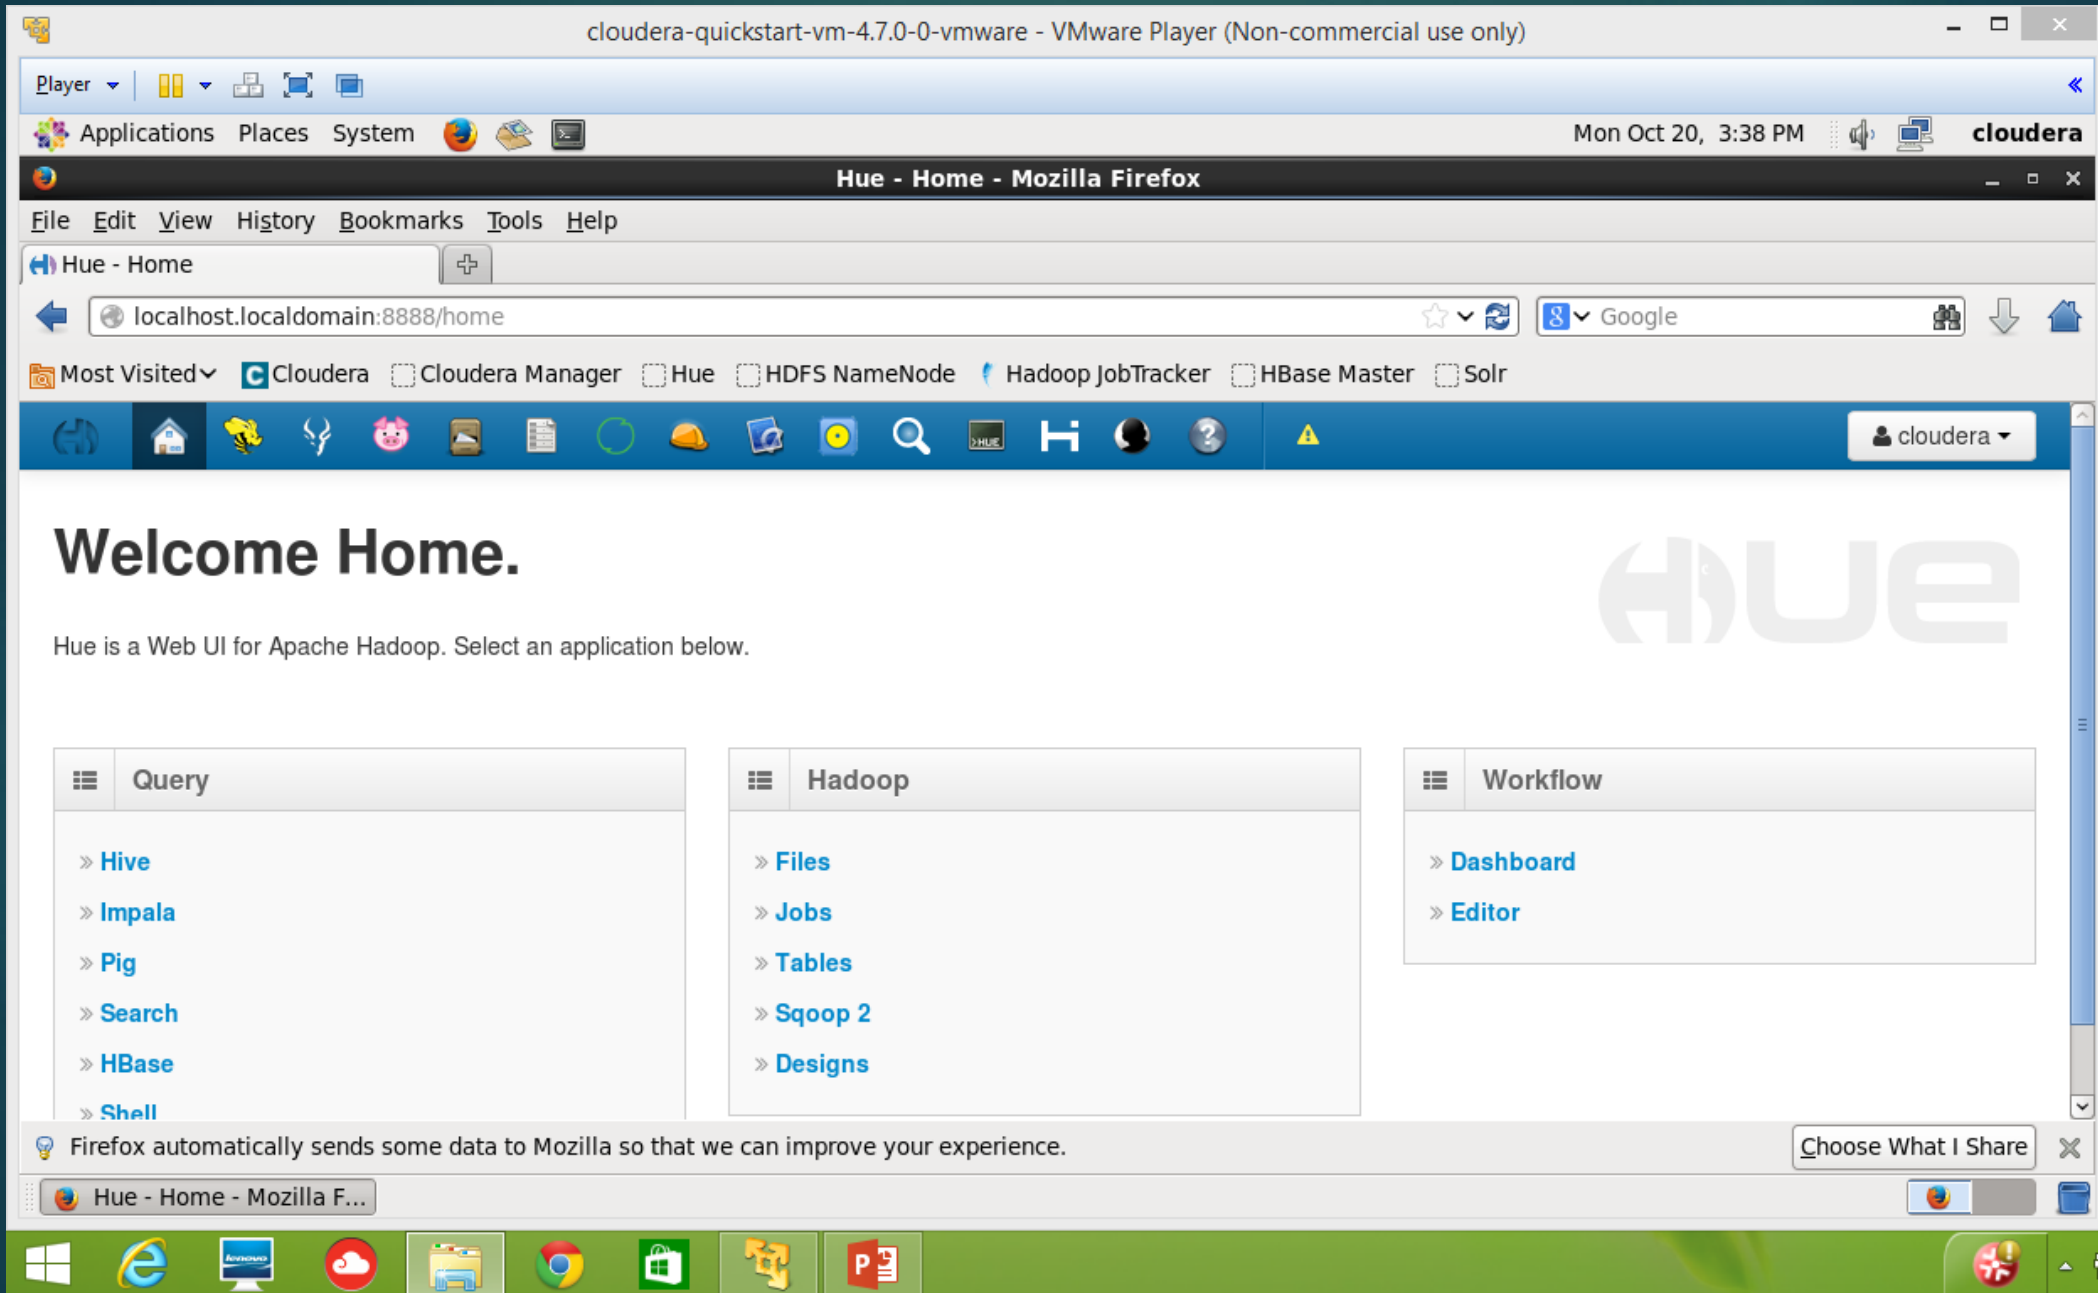 cloudera-quickstart-vm-4.7.0-0-vmware - VMware Player (Non-commercial use only)
Player
Applications Places System Mon Oct 20, 3:38 PM cloudera
Hue - Home - Mozilla Firefox
File Edit View History Bookmarks Tools Help
Hue - Home
localhost.localdomain:8888/home Google
Most Visited Cloudera Cloudera Manager Hue HDFS NameNode Hadoop JobTracker HBase Master Solr
>HUE cloudera
Welcome Home.
HUE
Hue is a Web UI for Apache Hadoop. Select an application below.
Query Hadoop Workflow
» Hive » Files » Dashboard
» Impala » Jobs » Editor
» Pig » Tables
» Search » Sqoop 2
» HBase » Designs
» Shell
Firefox automatically sends some data to Mozilla so that we can improve your experience. Choose What I Share
Hue - Home - Mozilla F...
lenovo